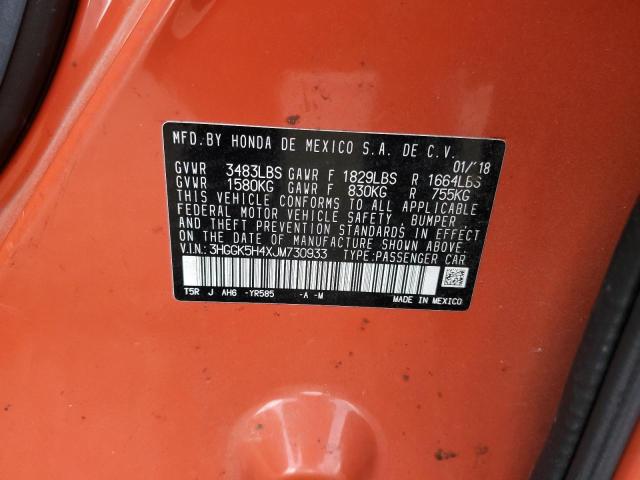 MFD.BY HONDA DE MEXICO S.A. DE C.V.
01/'18
GVWR 3483LBS GAWR F 1829LBS R 1664LBS
GVWR 1580KG GAWR F 830KG R 755KG
THIS VEHICLE CONFORMS TO ALL APPLICABLE
FEDERAL MOTOR VEHICLE SAFETY, BUMPER
AND THEFT PREVENTION STANDARDS IN EFFECT
ON THE DATE OF MANUFACTURE SHOWN ABOVE.
V.I.N.: 3HGGK5H4XJM730933 TYPE:PASSENGER CAR
T5R J AH6 -YR585 -A -M MADE IN MEXICO